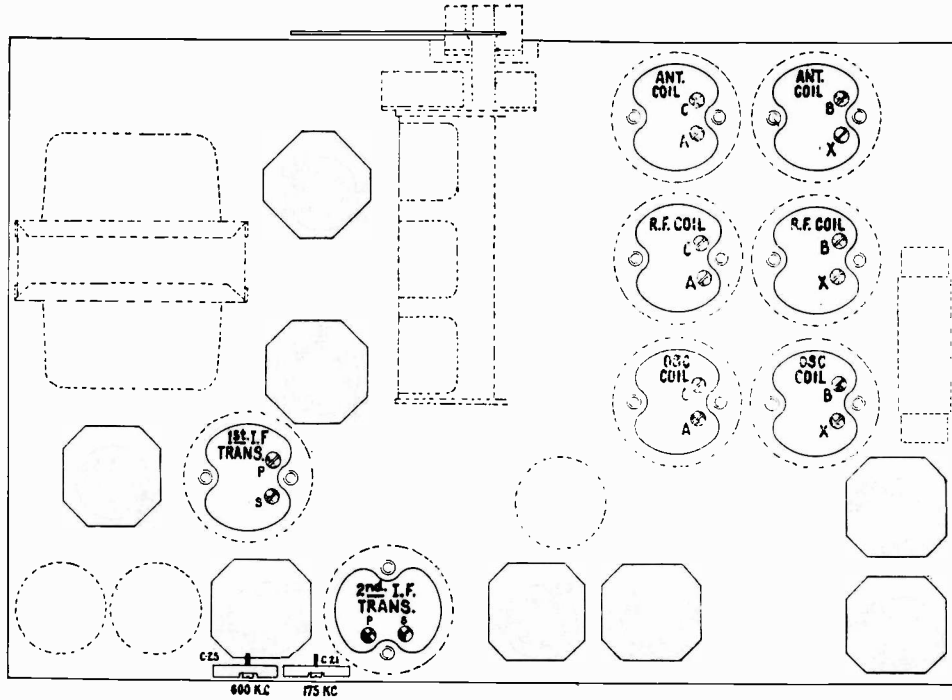 ANT.
COIL
C
A
ANT.
COIL
B
X
R.F. COIL
C
A
R.F. COIL
B
X
OSC
COIL
C
A
OSC
COIL
B
X
1st I.F
TRANS.
P
S
2nd. I.F.
TRANS.
P
S
C-25
C 21
600 K.C
175 KC